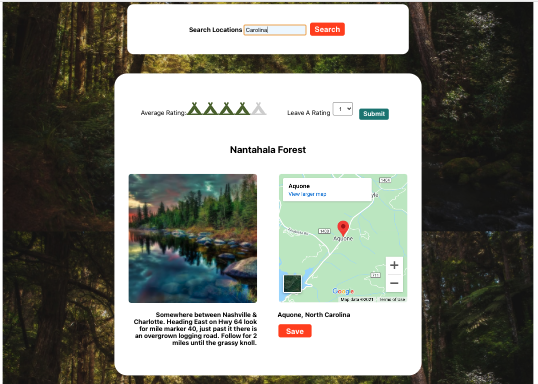 Search Locations Carolina Search
Average Rating: Leave A Rating 1 Submit
Nantahala Forest
Aquone
View larger map
Aquone
Google
Map data ©2021 Terms of Use
Somewhere between Nashville &
Charlotte. Heading East on Hwy 64 look
for mile marker 40, just past it there is
an overgrown logging road. Follow for 2
miles until the grassy knoll.
Aquone, North Carolina
Save